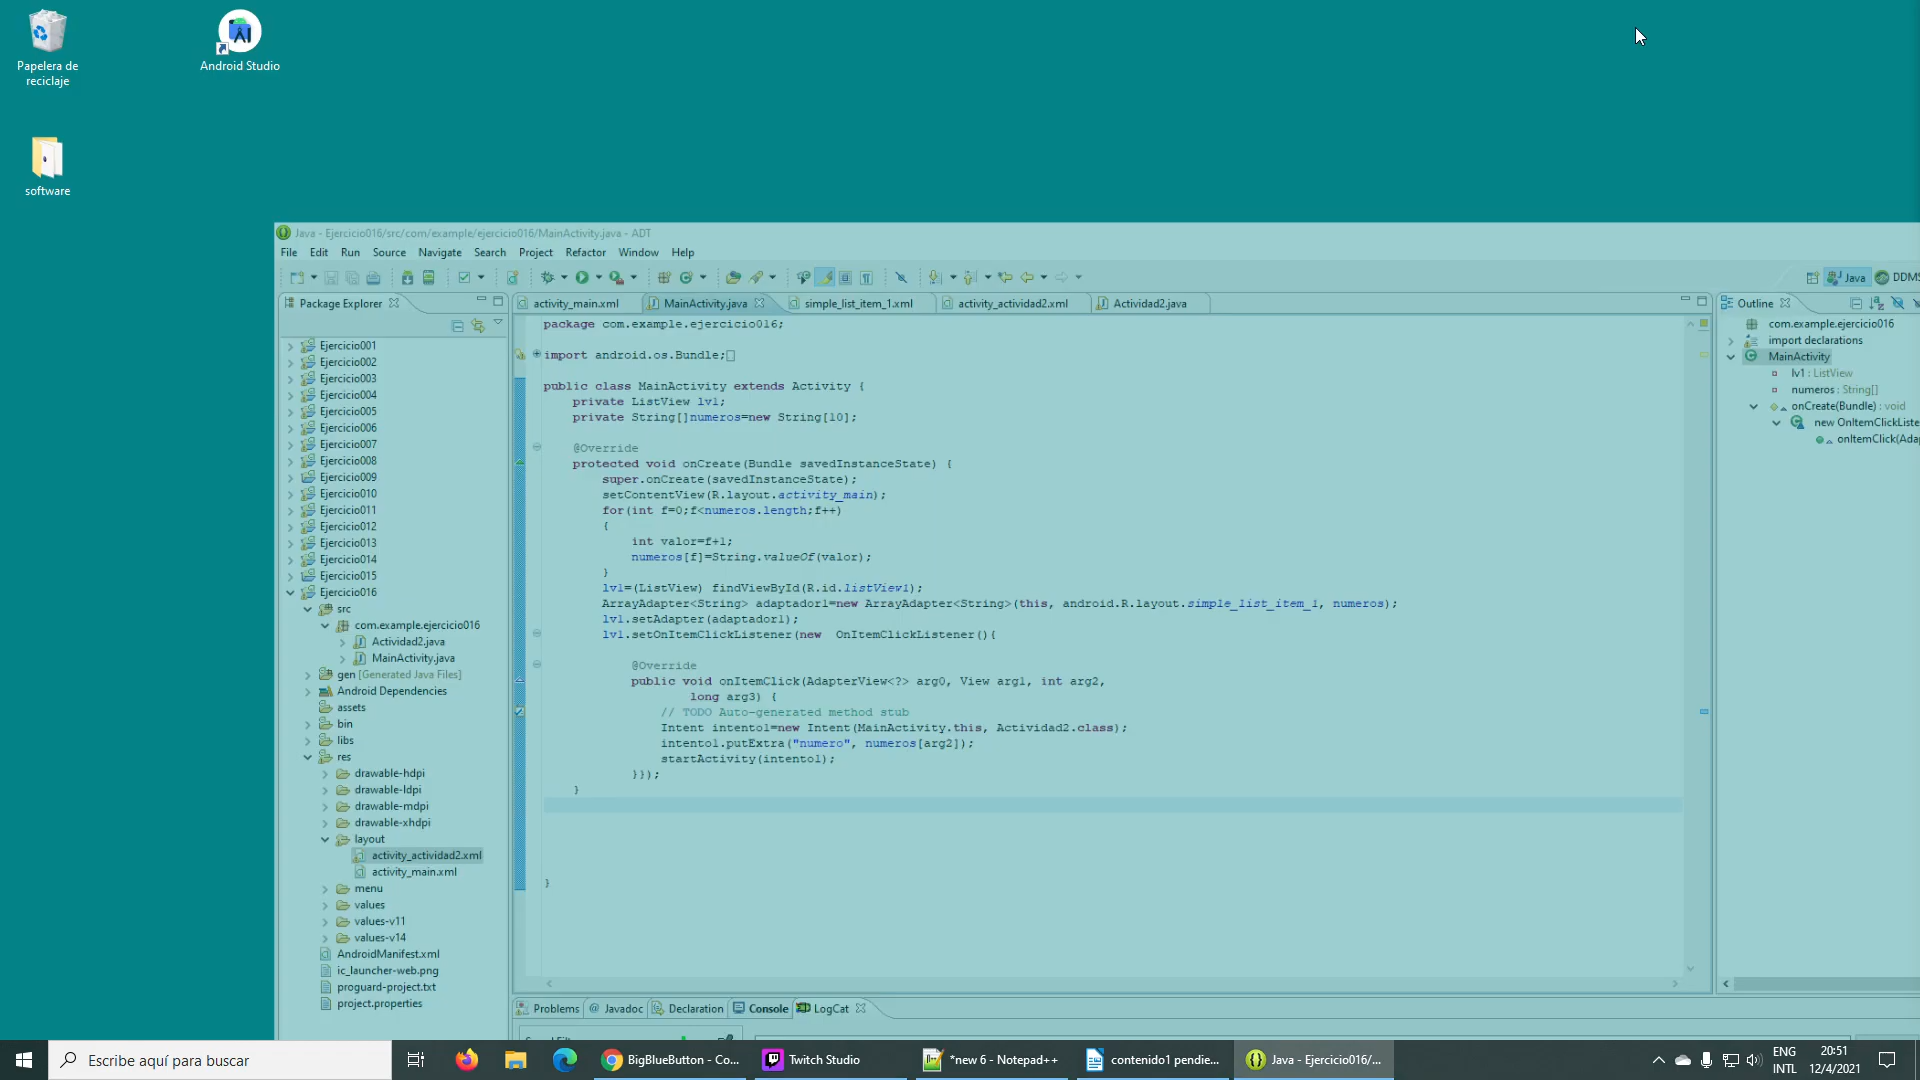 Papelera de
reciclaje
Android Studio
software
Java - Ejercicio016/src/com/example/ejercicio016/MainActivity.java - ADT
File Edit Run Source Navigate Search Project Refactor Window Help
Java DDMS
Package Explorer
activity_main.xml MainActivity.java simple_list_item_1.xml activity_actividad2.xml Actividad2.java
Outline
Ejercicio001
Ejercicio002
Ejercicio003
Ejercicio004
Ejercicio005
Ejercicio006
Ejercicio007
Ejercicio008
Ejercicio009
Ejercicio010
Ejercicio011
Ejercicio012
Ejercicio013
Ejercicio014
Ejercicio015
Ejercicio016
src
com.example.ejercicio016
Actividad2.java
MainActivity.java
gen [Generated Java Files]
Android Dependencies
assets
bin
libs
res
drawable-hdpi
drawable-ldpi
drawable-mdpi
drawable-xhdpi
layout
activity_actividad2.xml
activity_main.xml
menu
values
values-v11
values-v14
AndroidManifest.xml
ic_launcher-web.png
proguard-project.txt
project.properties
package com.example.ejercicio016;
import android.os.Bundle;
public class MainActivity extends Activity {
private ListView lv1;
private String[]numeros=new String[10];
@Override
protected void onCreate(Bundle savedInstanceState) {
super.onCreate(savedInstanceState);
setContentView(R.layout.activity_main);
for(int f=0;f<numeros.length;f++)
{
int valor=f+1;
numeros[f]=String.valueOf(valor);
}
lv1=(ListView) findViewById(R.id.listView1);
ArrayAdapter<String> adaptador1=new ArrayAdapter<String>(this, android.R.layout.simple_list_item_1, numeros);
lv1.setAdapter(adaptador1);
lv1.setOnItemClickListener(new  OnItemClickListener(){
@Override
public void onItemClick(AdapterView<?> arg0, View arg1, int arg2,
long arg3) {
// TODO Auto-generated method stub
Intent intento1=new Intent(MainActivity.this, Actividad2.class);
intento1.putExtra("numero", numeros[arg2]);
startActivity(intento1);
}});
}
}
com.example.ejercicio016
import declarations
MainActivity
lv1 : ListView
numeros : String[]
onCreate(Bundle) : void
new OnItemClickListe
onItemClick(Ada
Problems @ Javadoc Declaration Console LogCat
Escribe aquí para buscar
BigBlueButton - Co...
Twitch Studio
*new 6 - Notepad++
contenido1 pendie...
Java - Ejercicio016/...
ENG
INTL
20:51
12/4/2021